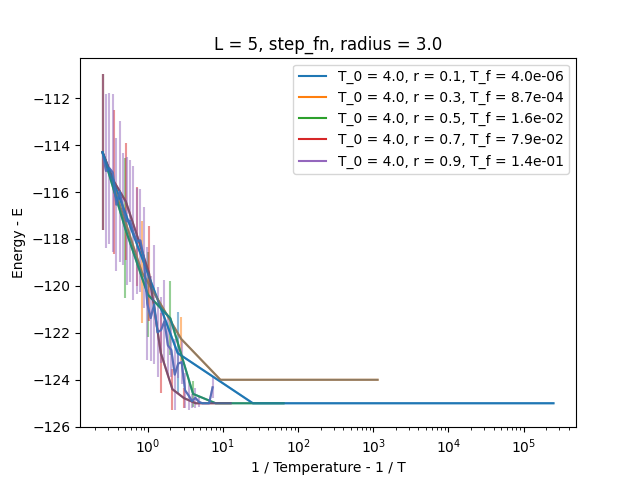 L = 5, step_fn, radius = 3.0
T_0 = 4.0, r = 0.1, T_f = 4.0e-06
T_0 = 4.0, r = 0.3, T_f = 8.7e-04
T_0 = 4.0, r = 0.5, T_f = 1.6e-02
T_0 = 4.0, r = 0.7, T_f = 7.9e-02
T_0 = 4.0, r = 0.9, T_f = 1.4e-01
Energy - E
−112
−114
−116
−118
−120
−122
−124
−126
10⁰ 10¹ 10² 10³ 10⁴ 10⁵
1 / Temperature - 1 / T